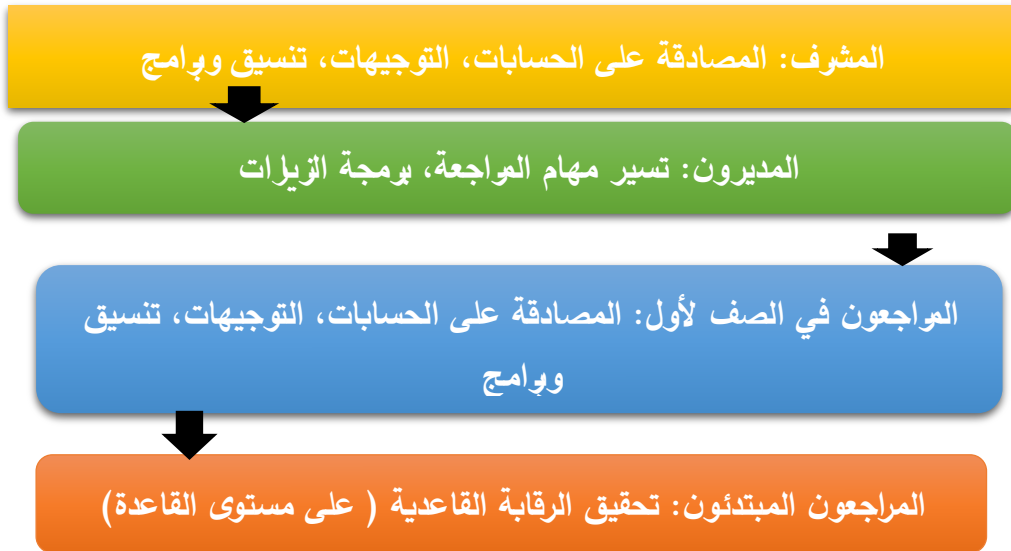 المشرف: المصادقة على الحسابات، التوجيهات، تنسيق وبرامج
المديرون: تسير مهام المراجعة، برمجة الزيارات
المراجعون في الصف لأول: المصادقة على الحسابات، التوجيهات، تنسيق
وبرامج
المراجعون المبتدئون: تحقيق الرقابة القاعدية ( على مستوى القاعدة)